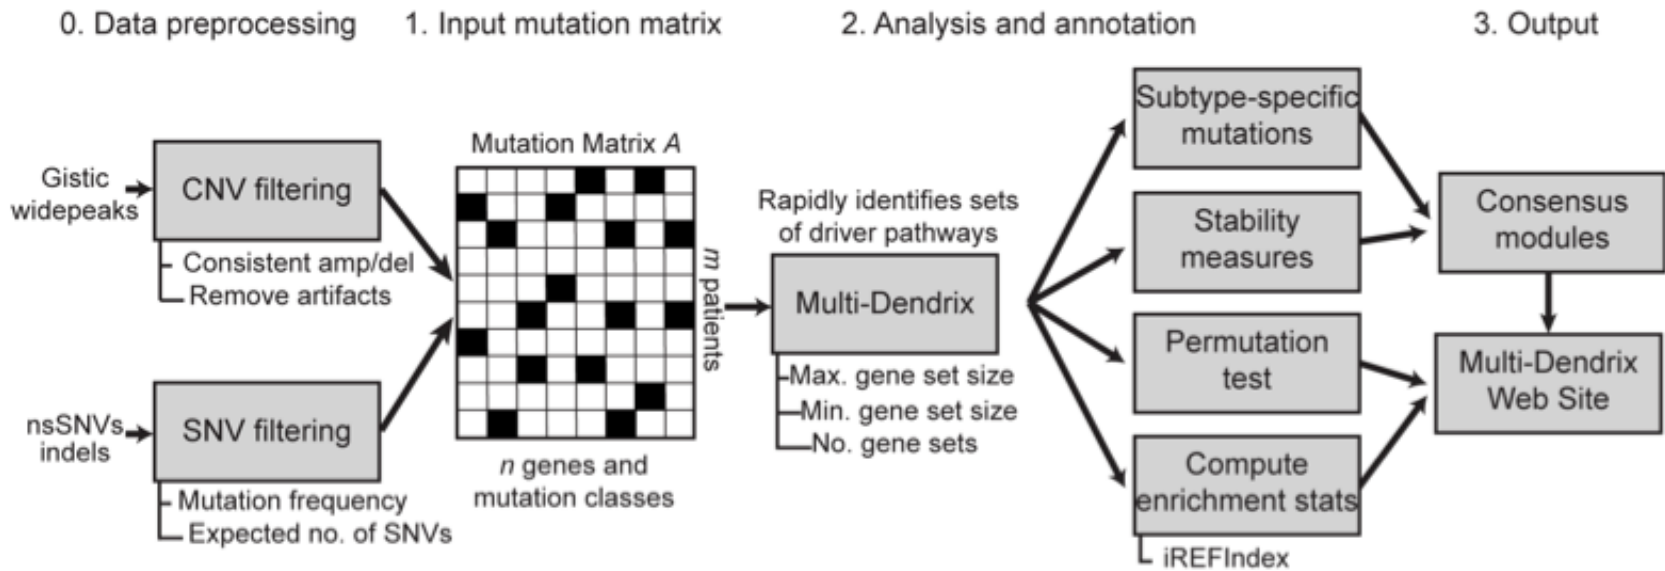 0. Data preprocessing
1. Input mutation matrix
2. Analysis and annotation
3. Output
Gistic
widepeaks
CNV filtering
Consistent amp/del
Remove artifacts
nsSNVs
indels
SNV filtering
Mutation frequency
Expected no. of SNVs
Mutation Matrix A
m patients
n genes and
mutation classes
Rapidly identifies sets
of driver pathways
Multi-Dendrix
Max. gene set size
Min. gene set size
No. gene sets
Subtype-specific
mutations
Stability
measures
Permutation
test
Compute
enrichment stats
iREFIndex
Consensus
modules
Multi-Dendrix
Web Site